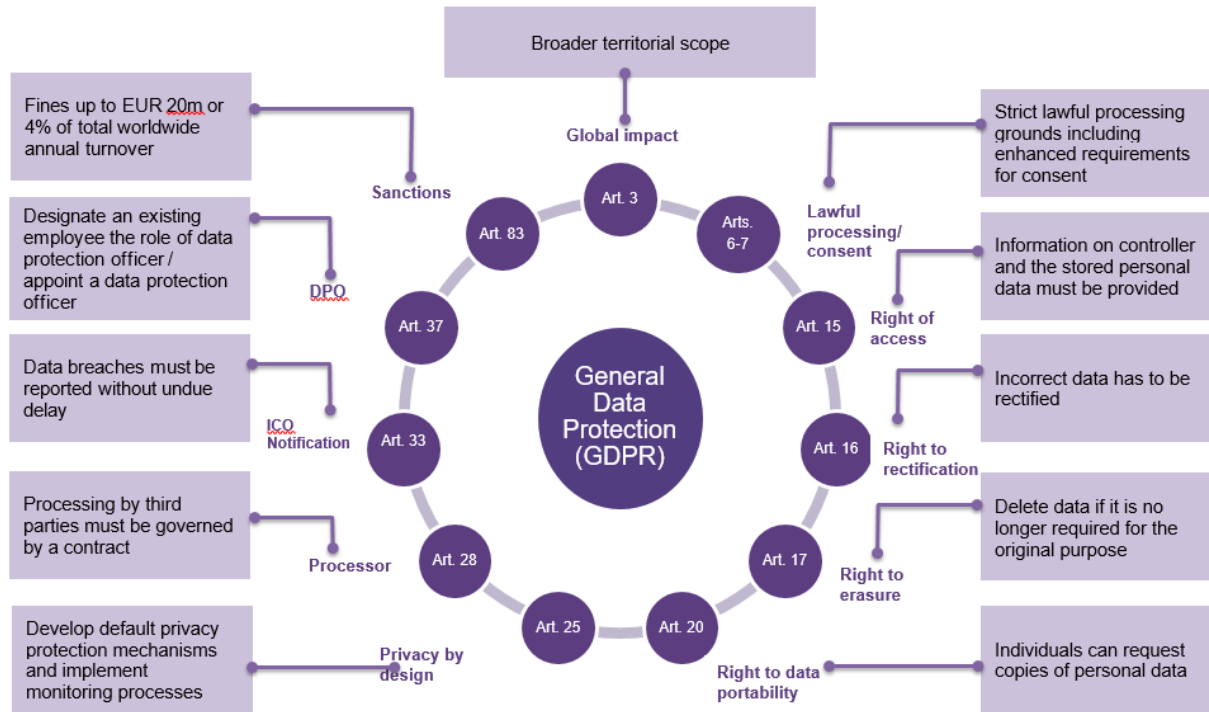 Broader territorial scope
Global impact
Art. 3
Strict lawful processing
grounds including
enhanced requirements
for consent
Lawful
processing/
consent
Arts.
6-7
Information on controller
and the stored personal
data must be provided
Right of
access
Art. 15
Incorrect data has to be
rectified
Right to
rectification
Art. 16
Delete data if it is no
longer required for the
original purpose
Right to
erasure
Art. 17
Individuals can request
copies of personal data
Right to data
portability
Art. 20
Develop default privacy
protection mechanisms
and implement
monitoring processes
Privacy by
design
Art. 25
Processing by third
parties must be governed
by a contract
Processor
Art. 28
Data breaches must be
reported without undue
delay
ICO
Notification
Art. 33
Designate an existing
employee the role of data
protection officer /
appoint a data protection
officer
DPO
Art. 37
Fines up to EUR 20m or
4% of total worldwide
annual turnover
Sanctions
Art. 83
General
Data
Protection
(GDPR)